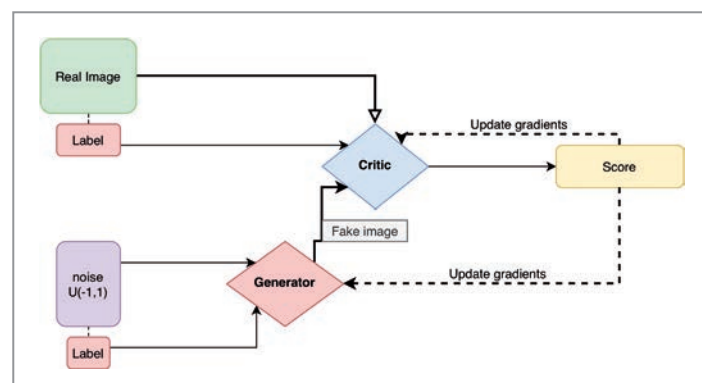 Real Image
Label
Update gradients
Critic
Score
Fake image
noise
U(-1,1)
Generator
Update gradients
Label